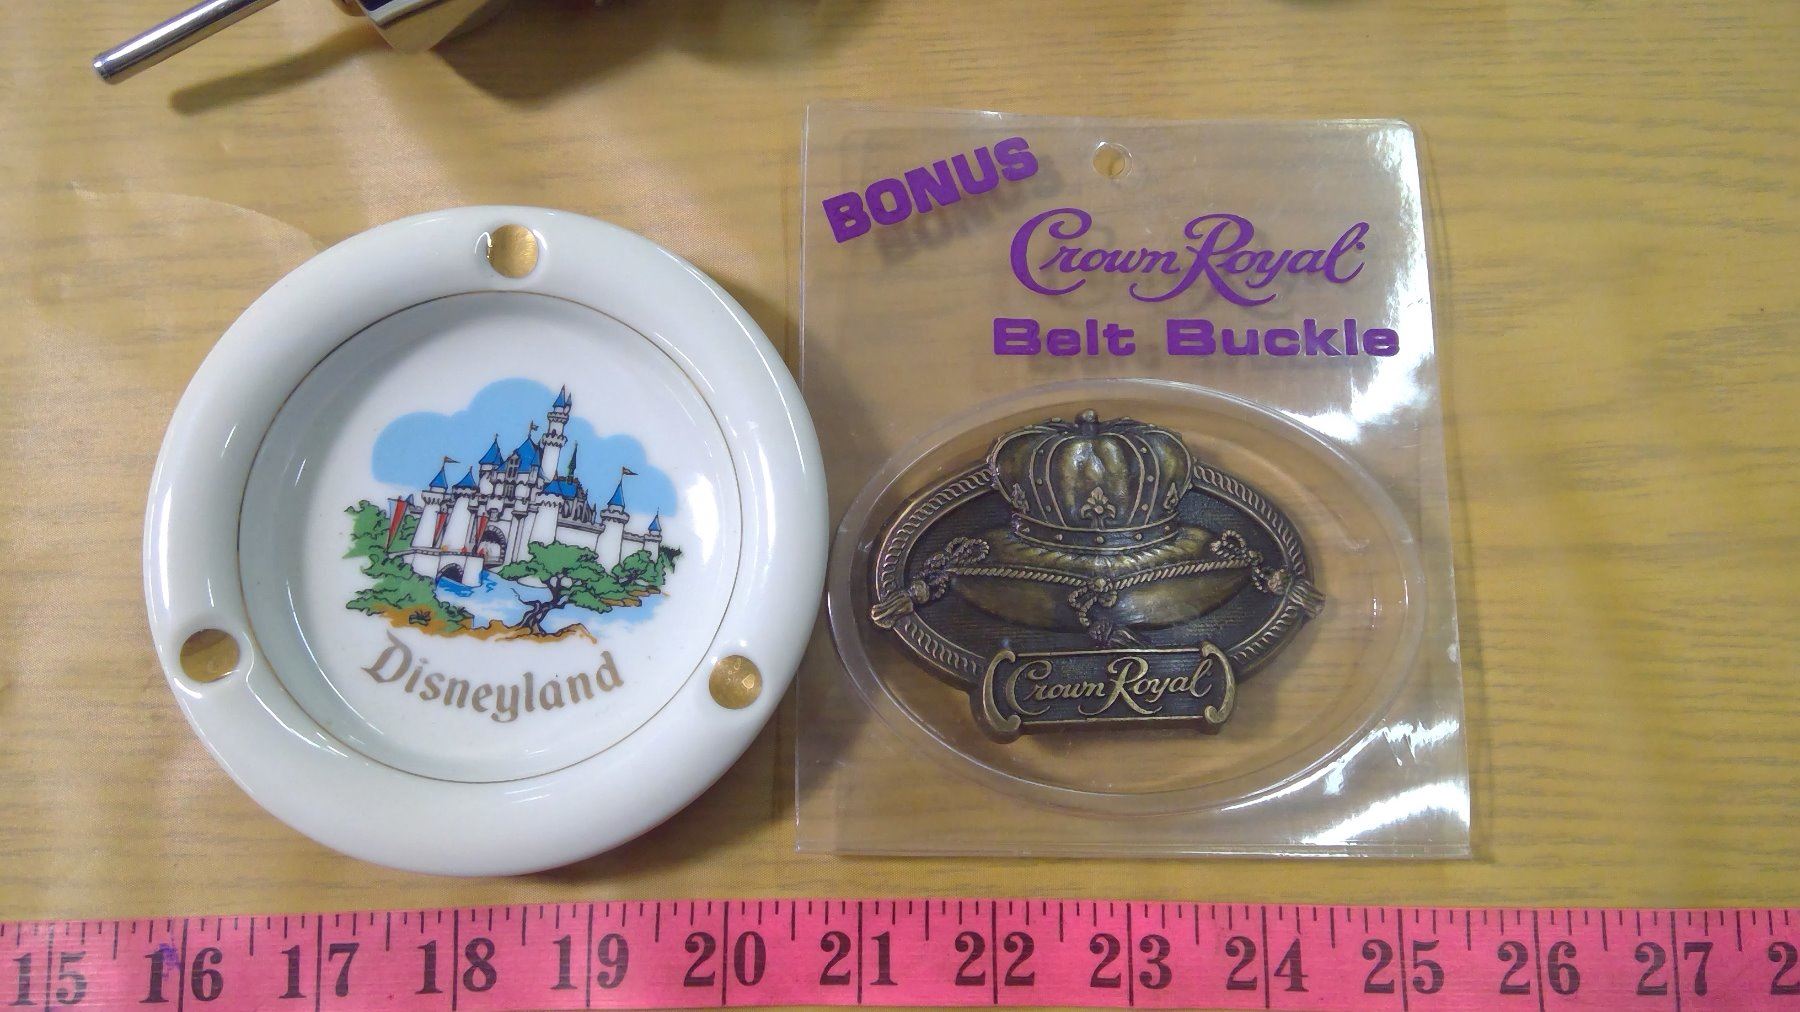 BONUS
Crown Royal
Belt Buckle
Crown Royal
Disneyland
15 16 17 18 19 20 21 22 23 24 25 26 27 2